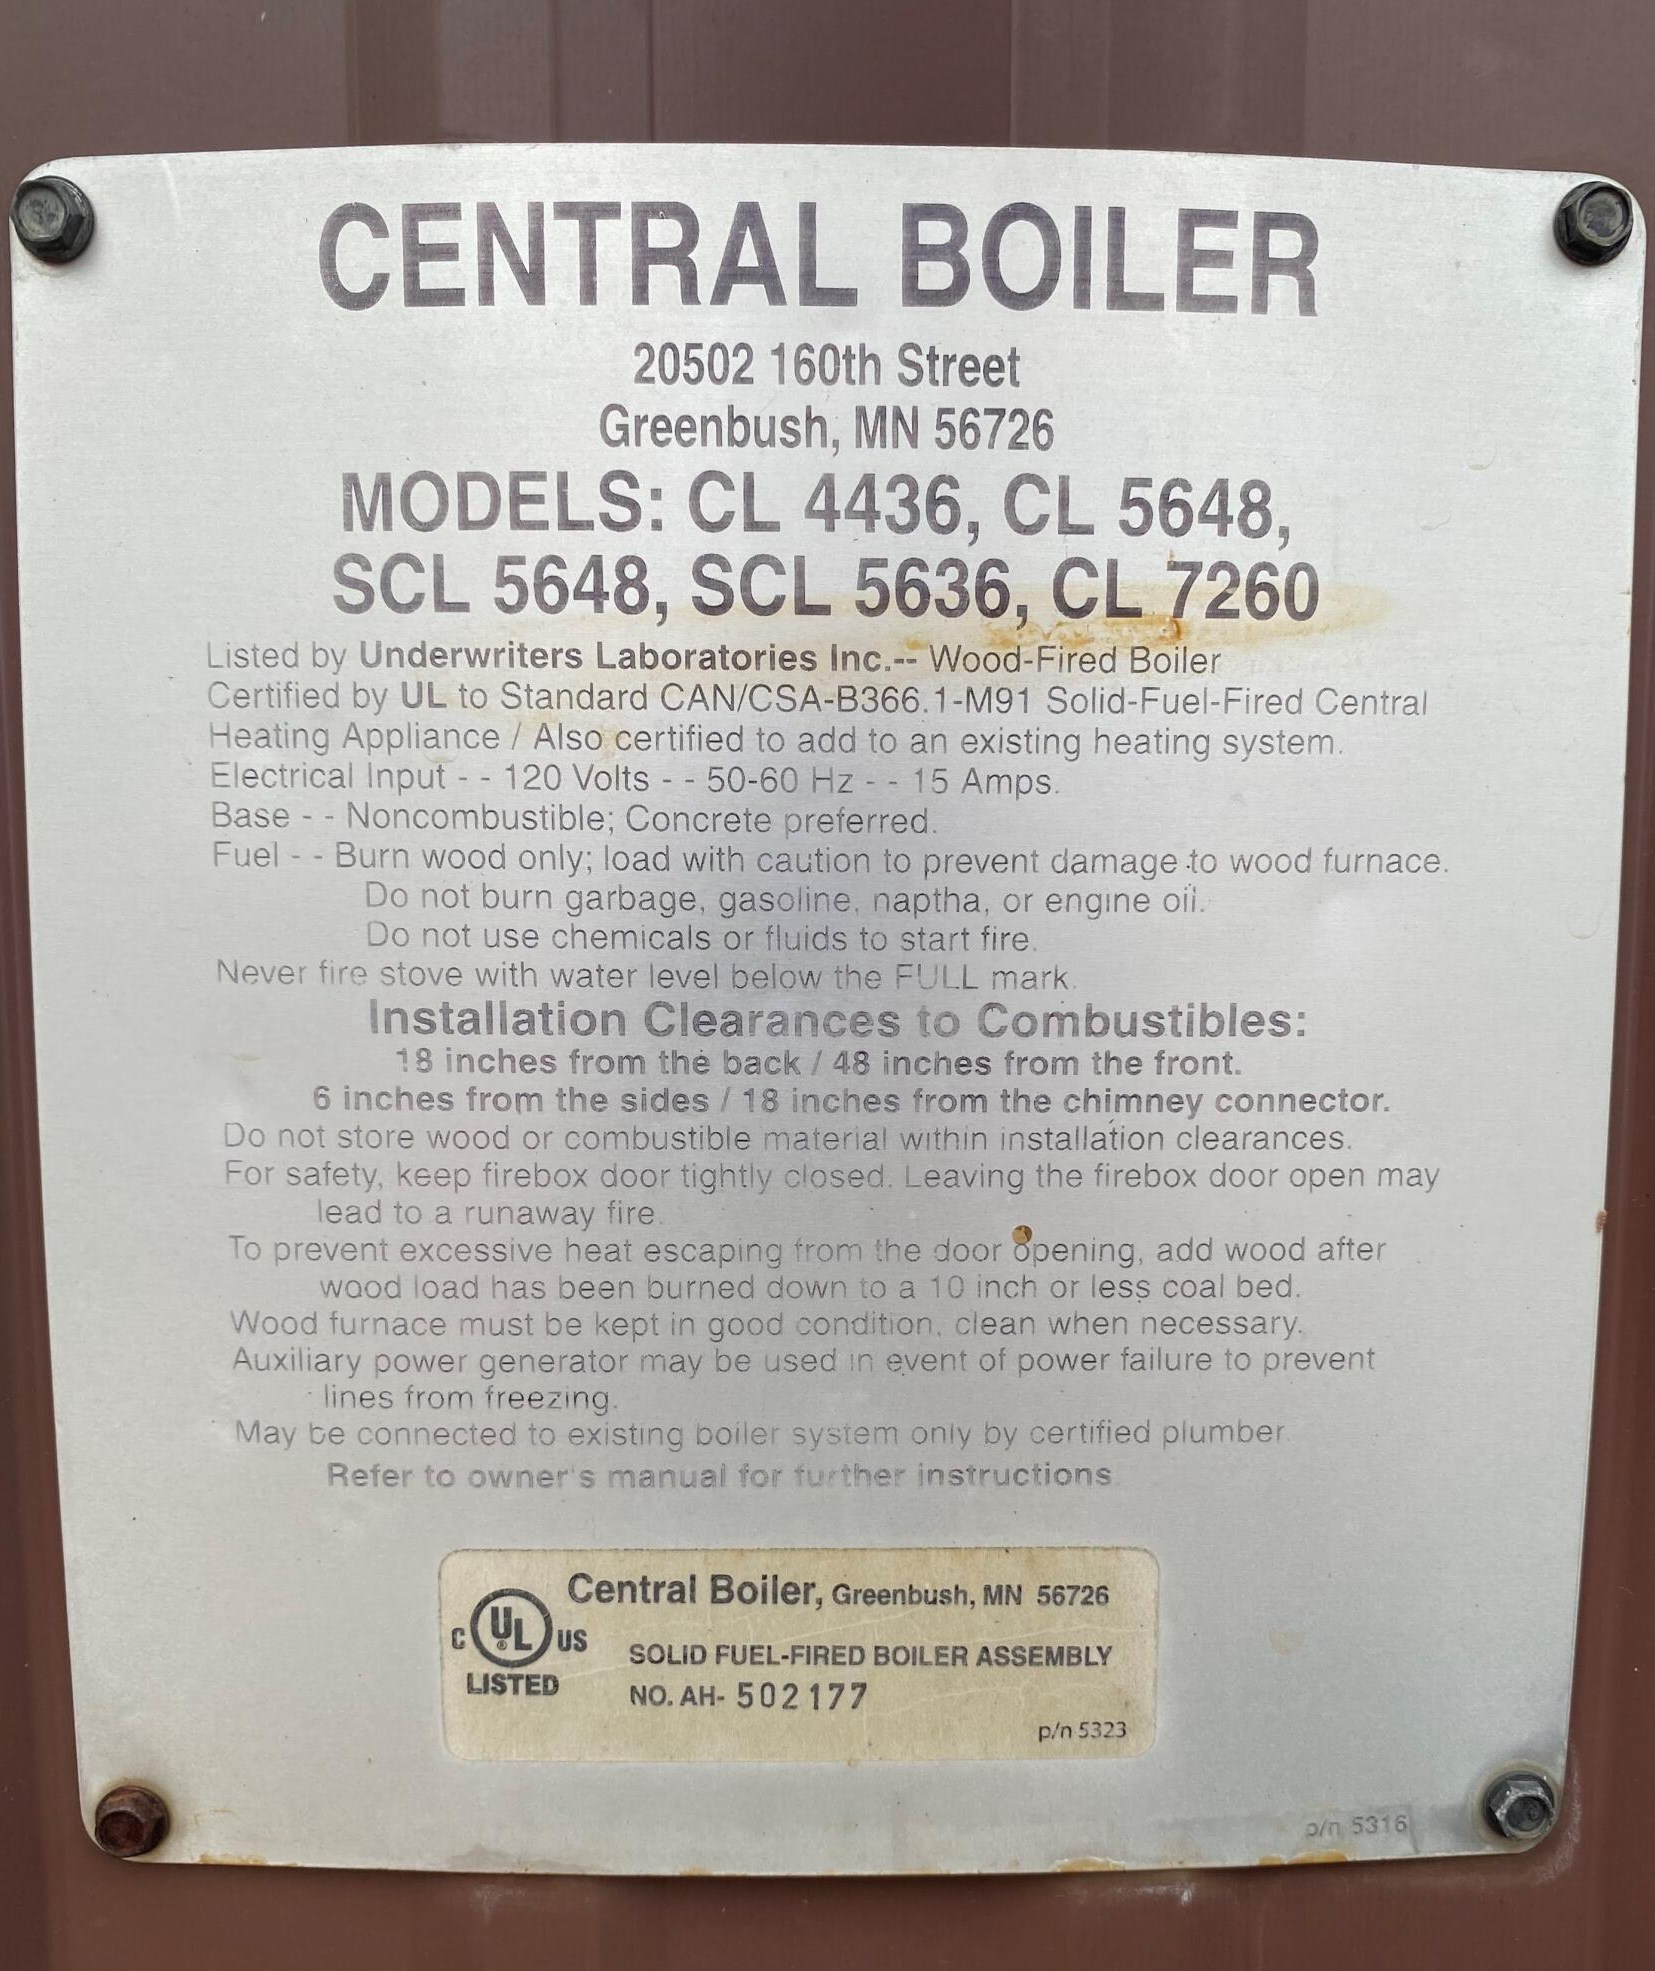 CENTRAL BOILER
20502 160th Street
Greenbush, MN 56726
MODELS: CL 4436, CL 5648,
SCL 5648, SCL 5636, CL 7260
Listed by Underwriters Laboratories Inc.-- Wood-Fired Boiler
Certified by UL to Standard CAN/CSA-B366.1-M91 Solid-Fuel-Fired Central
Heating Appliance / Also certified to add to an existing heating system.
Electrical Input - - 120 Volts - - 50-60 Hz - - 15 Amps.
Base - - Noncombustible; Concrete preferred.
Fuel - - Burn wood only; load with caution to prevent damage to wood furnace.
Do not burn garbage, gasoline, naptha, or engine oil.
Do not use chemicals or fluids to start fire.
Never fire stove with water level below the FULL mark.
Installation Clearances to Combustibles:
18 inches from the back / 48 inches from the front.
6 inches from the sides / 18 inches from the chimney connector.
Do not store wood or combustible material within installation clearances.
For safety, keep firebox door tightly closed. Leaving the firebox door open may
lead to a runaway fire.
To prevent excessive heat escaping from the door opening, add wood after
wood load has been burned down to a 10 inch or less coal bed.
Wood furnace must be kept in good condition, clean when necessary.
Auxiliary power generator may be used in event of power failure to prevent
lines from freezing.
May be connected to existing boiler system only by certified plumber.
Refer to owner's manual for further instructions.
Central Boiler, Greenbush, MN 56726
C UL ® US
LISTED
SOLID FUEL-FIRED BOILER ASSEMBLY
NO. AH- 502177
p/n 5323
p/n 5316